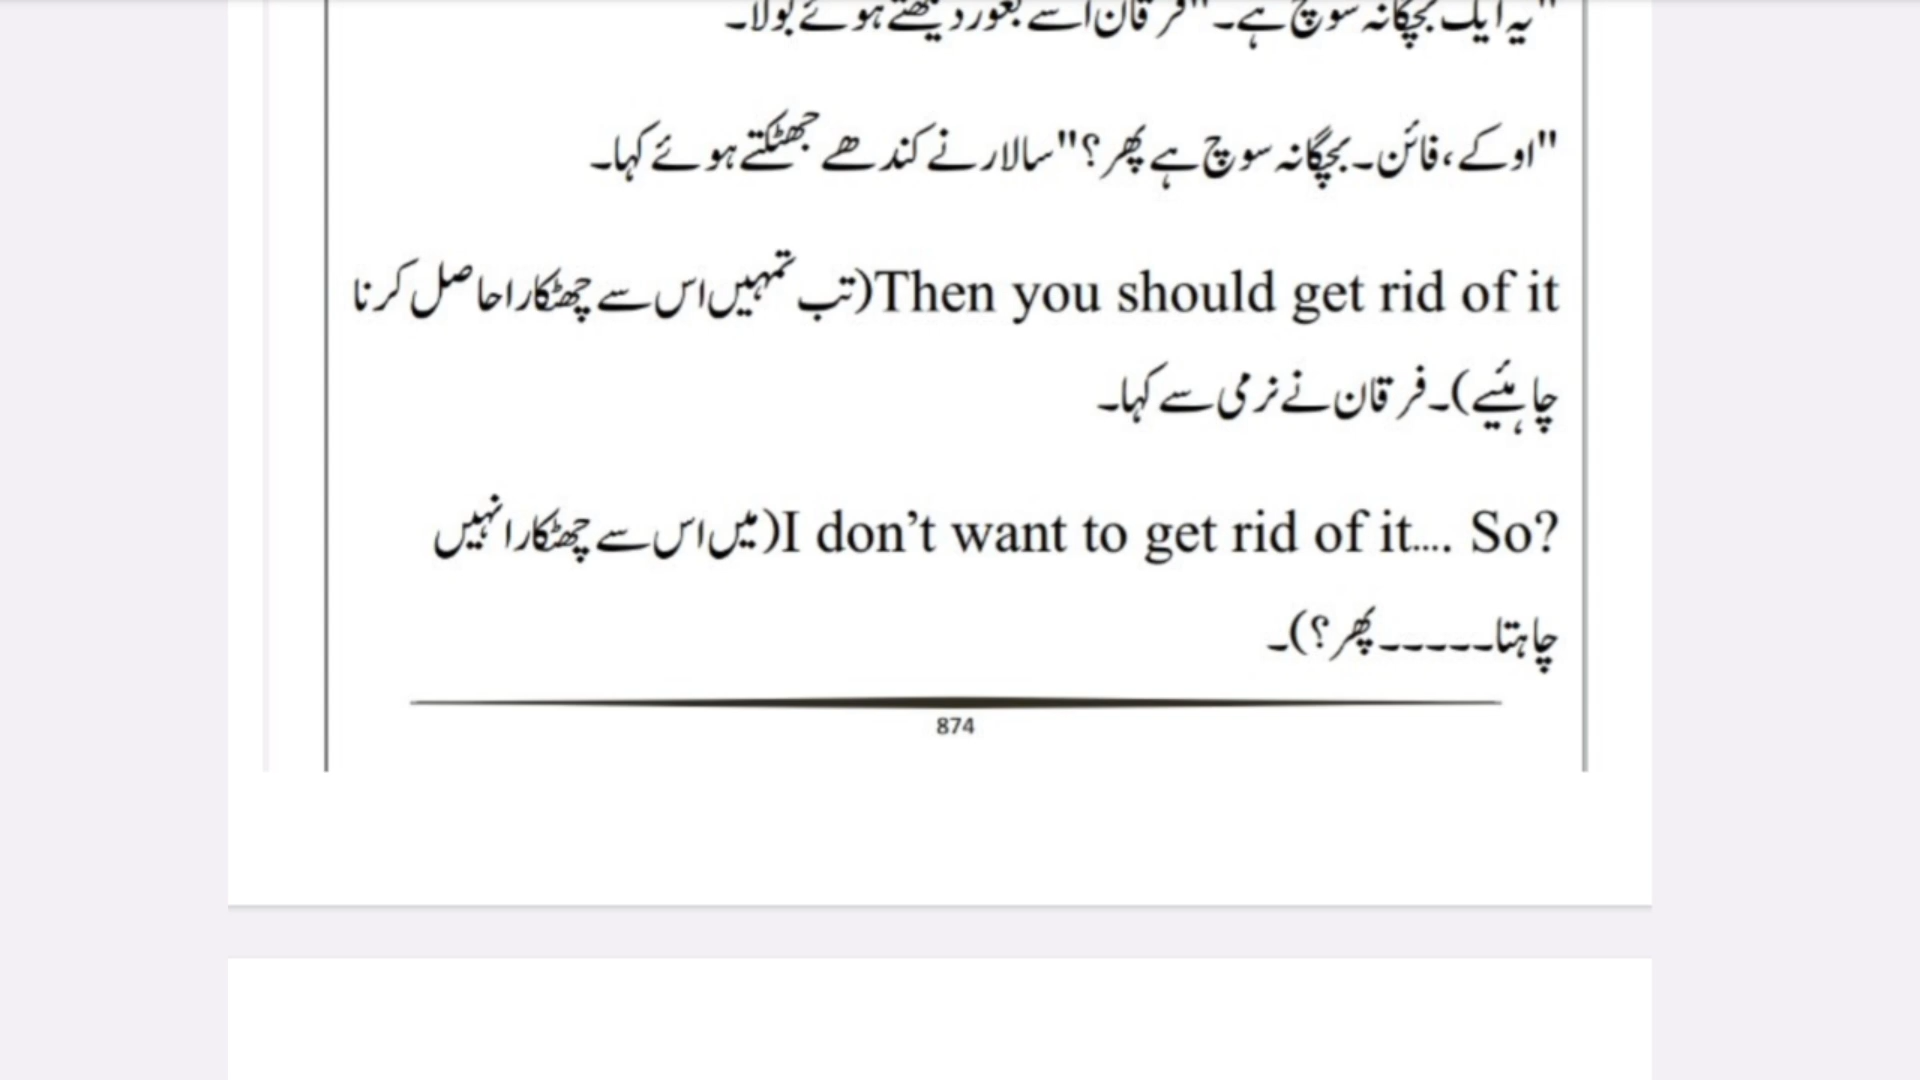 "یہ ایک بچگانہ سوچ ہے۔" فرقان اسے بغور دیکھتے ہوئے بولا۔
"اوکے، فائن۔ بچگانہ سوچ ہے پھر؟" سالار نے کندھے جھٹکتے ہوئے کہا۔
Then you should get rid of it(تب تمہیں اس سے چھٹکارا حاصل کرنا
چاہئیے)۔ فرقان نے نرمی سے کہا۔
I don’t want to get rid of it.... So?(میں اس سے چھٹکارا نہیں
چاہتا۔۔۔۔۔ پھر؟)۔
874